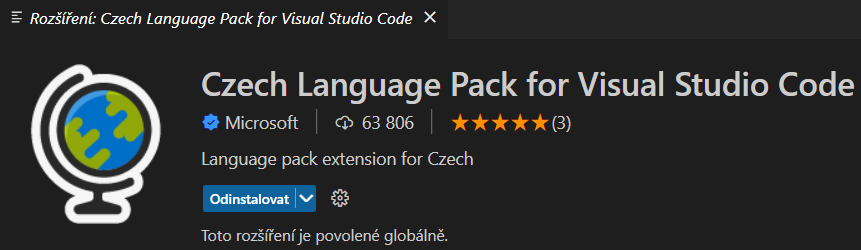 Rozšíření: Czech Language Pack for Visual Studio Code
Czech Language Pack for Visual Studio Code
Microsoft 63 806 (3)
Language pack extension for Czech
Odinstalovat
Toto rozšíření je povolené globálně.